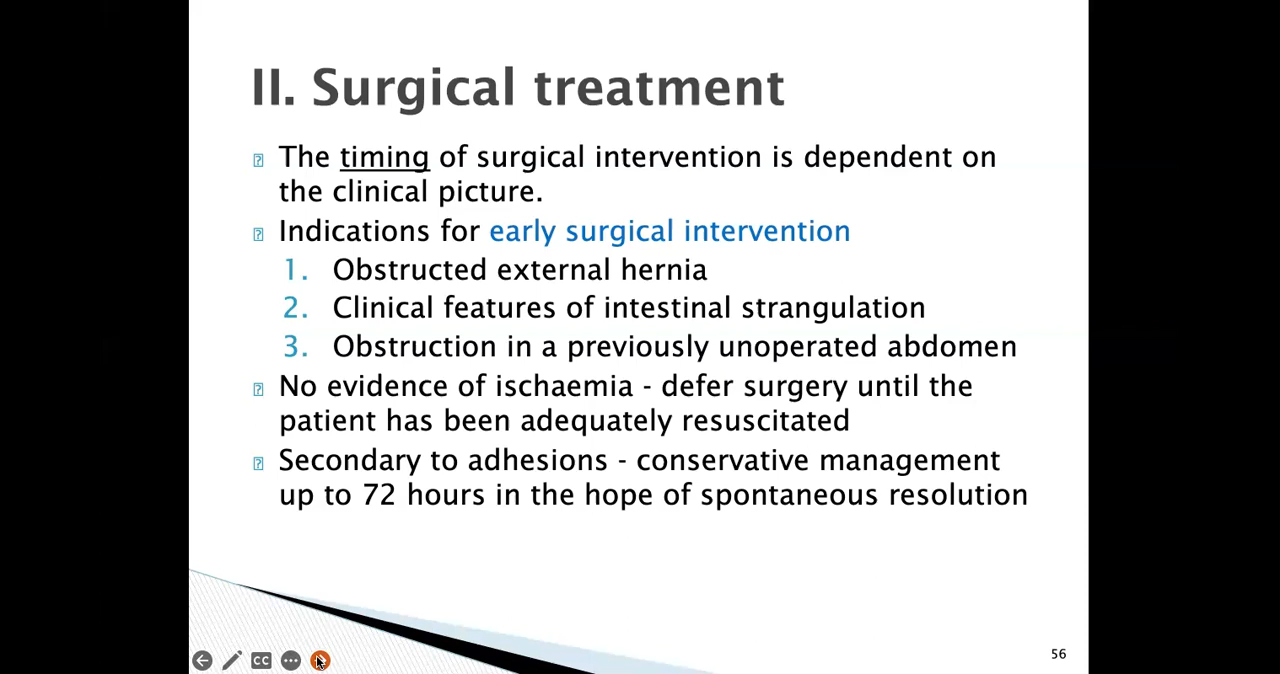 II. Surgical treatment
The timing of surgical intervention is dependent on
the clinical picture.
Indications for early surgical intervention
1. Obstructed external hernia
2. Clinical features of intestinal strangulation
3. Obstruction in a previously unoperated abdomen
No evidence of ischaemia - defer surgery until the
patient has been adequately resuscitated
Secondary to adhesions - conservative management
up to 72 hours in the hope of spontaneous resolution
CC
56